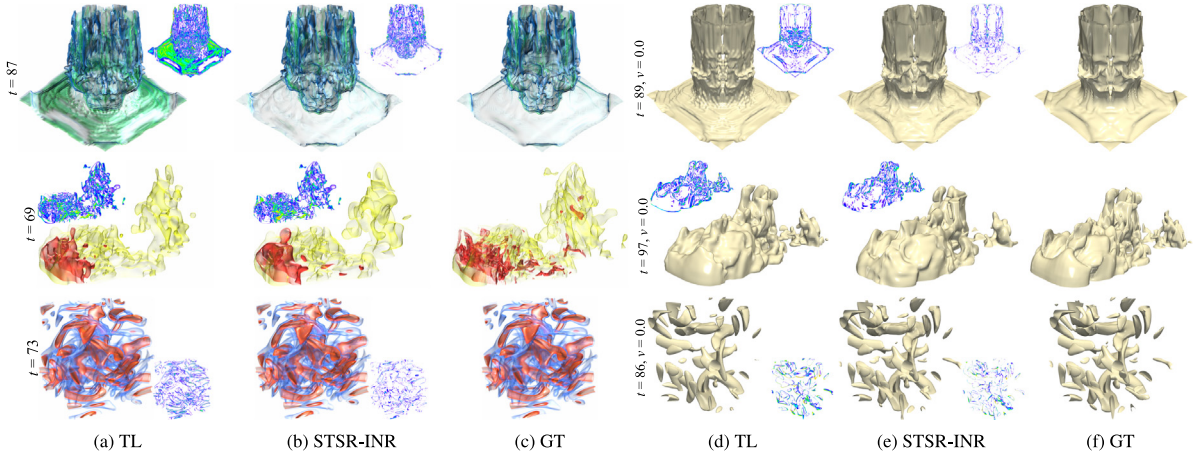 t = 87
t = 89, v = 0.0
t = 69
t = 97, v = 0.0
t = 73
t = 86, v = 0.0
(a) TL
(b) STSR-INR
(c) GT
(d) TL
(e) STSR-INR
(f) GT